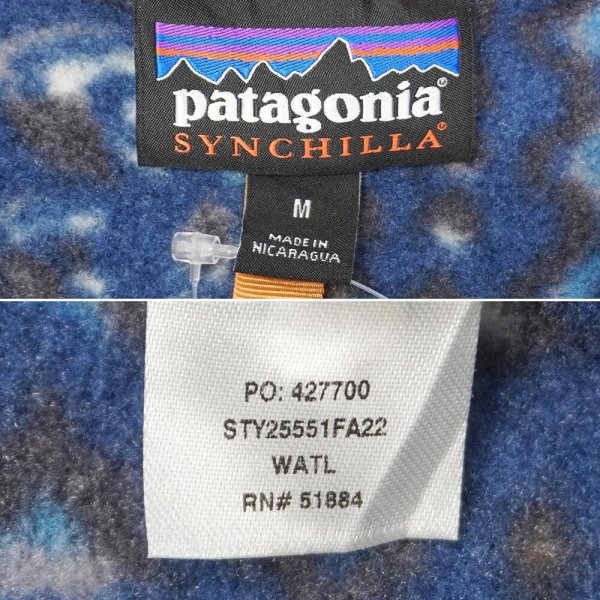 patagonia®
SYNCHILLA®
M
MADE IN
NICARAGUA
PO: 427700
STY25551FA22
WATL
RN# 51884